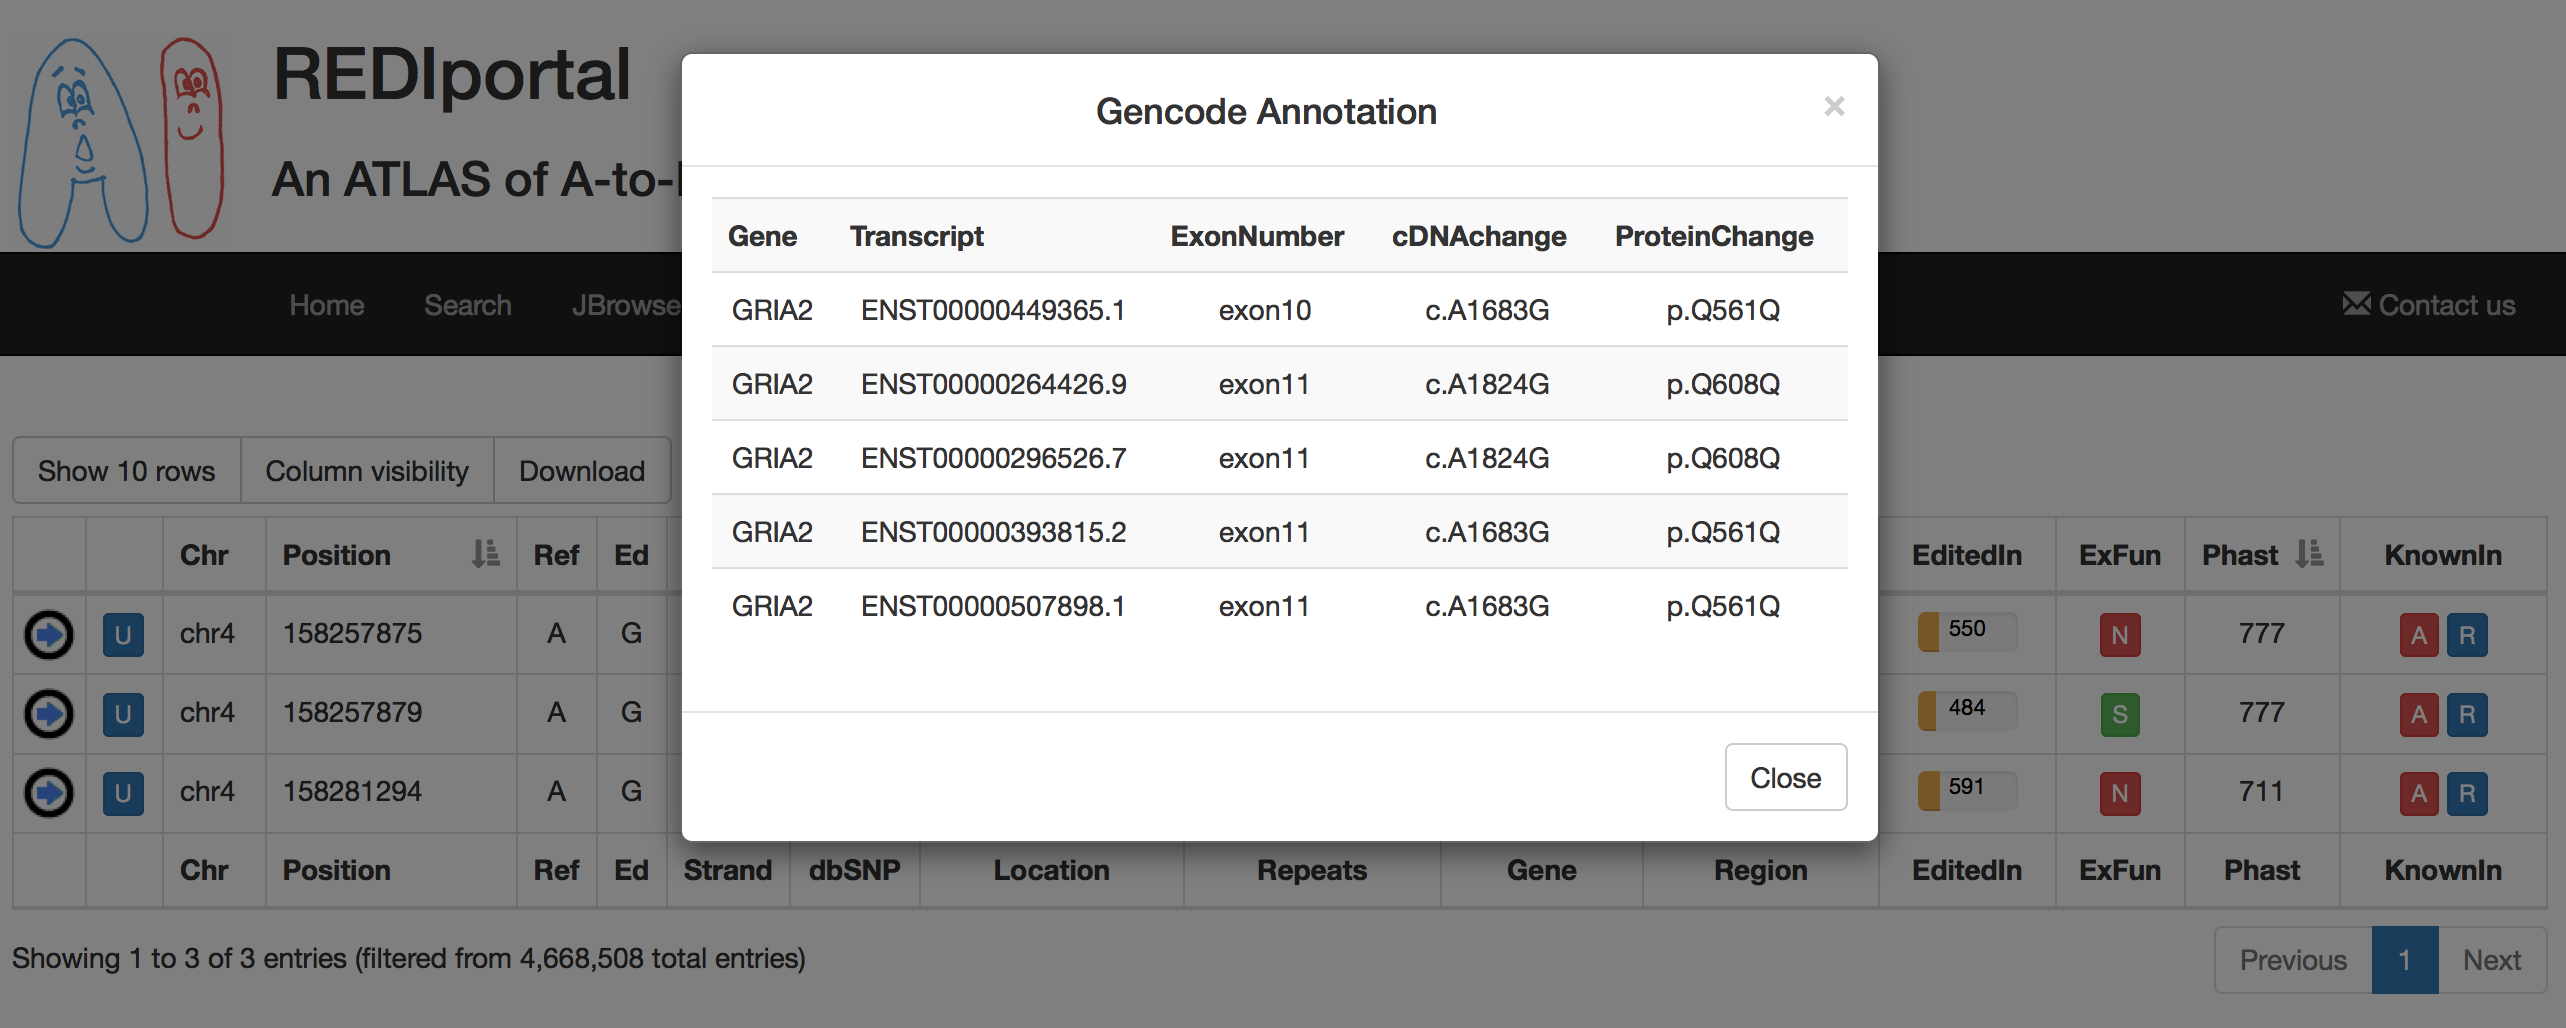 REDIportal
An ATLAS of A-to-I
Home Search JBrowse Contact us
Gencode Annotation ×
Gene Transcript ExonNumber cDNAchange ProteinChange
GRIA2 ENST00000449365.1 exon10 c.A1683G p.Q561Q
GRIA2 ENST00000264426.9 exon11 c.A1824G p.Q608Q
GRIA2 ENST00000296526.7 exon11 c.A1824G p.Q608Q
GRIA2 ENST00000393815.2 exon11 c.A1683G p.Q561Q
GRIA2 ENST00000507898.1 exon11 c.A1683G p.Q561Q
Close
Show 10 rows Column visibility Download
Chr Position Ref Ed EditedIn ExFun Phast KnownIn
U chr4 158257875 A G 550 N 777 A R
U chr4 158257879 A G 484 S 777 A R
U chr4 158281294 A G 591 N 711 A R
Chr Position Ref Ed Strand dbSNP Location Repeats Gene Region EditedIn ExFun Phast KnownIn
Showing 1 to 3 of 3 entries (filtered from 4,668,508 total entries)
Previous 1 Next